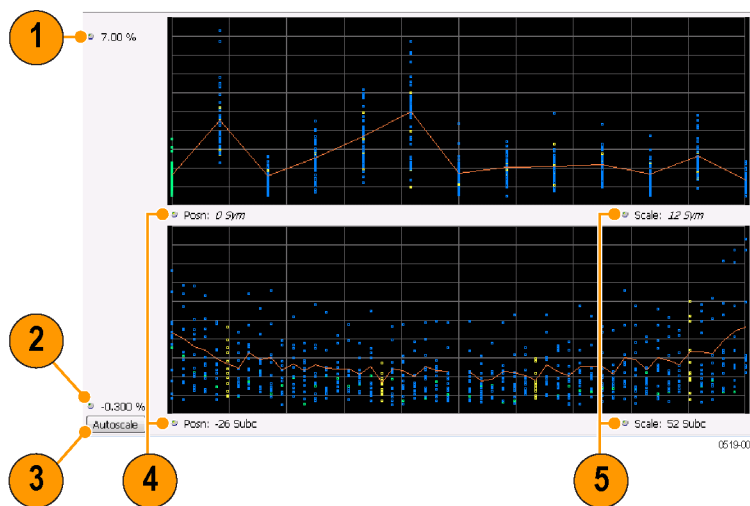 1
7.00 %
Posn: 0 Sym
Scale: 12 Sym
2
-0.300 %
Autoscale
Posn: -26 Subc
Scale: 52 Subc
0519-00
3
4
5